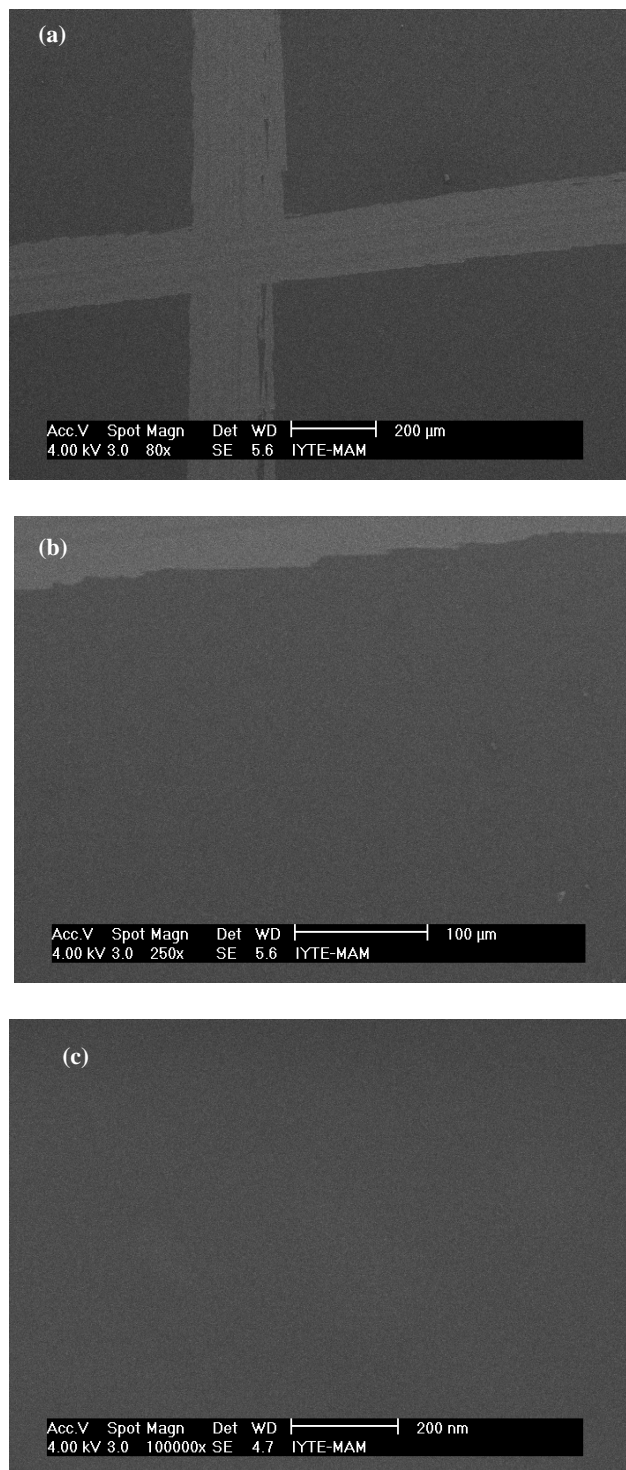 (a)
Acc.V Spot Magn Det WD 200 µm
4.00 kV 3.0 80x SE 5.6 IYTE-MAM
(b)
Acc.V Spot Magn Det WD 100 µm
4.00 kV 3.0 250x SE 5.6 IYTE-MAM
(c)
Acc.V Spot Magn Det WD 200 nm
4.00 kV 3.0 100000x SE 4.7 IYTE-MAM